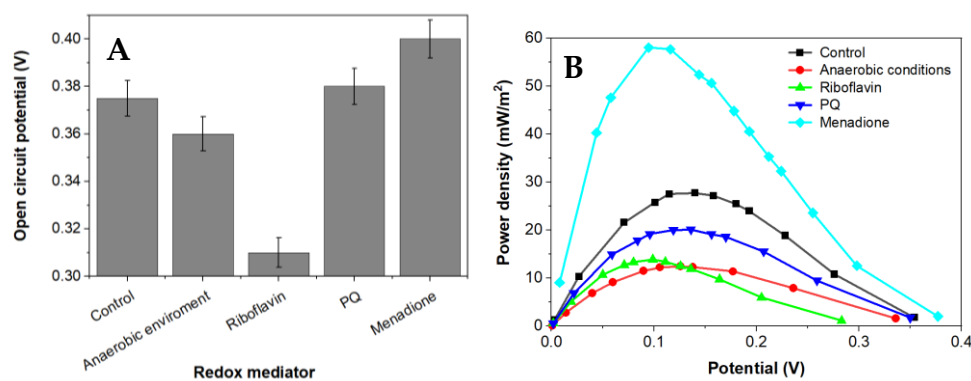 A
Open circuit potential (V)
0.40
0.38
0.36
0.34
0.32
0.30
Control
Anaerobic enviroment
Riboflavin
PQ
Menadione
Redox mediator
B
Power density (mW/m²)
60
50
40
30
20
10
0
0.0
0.1
0.2
0.3
0.4
Potential (V)
Control
Anaerobic conditions
Riboflavin
PQ
Menadione